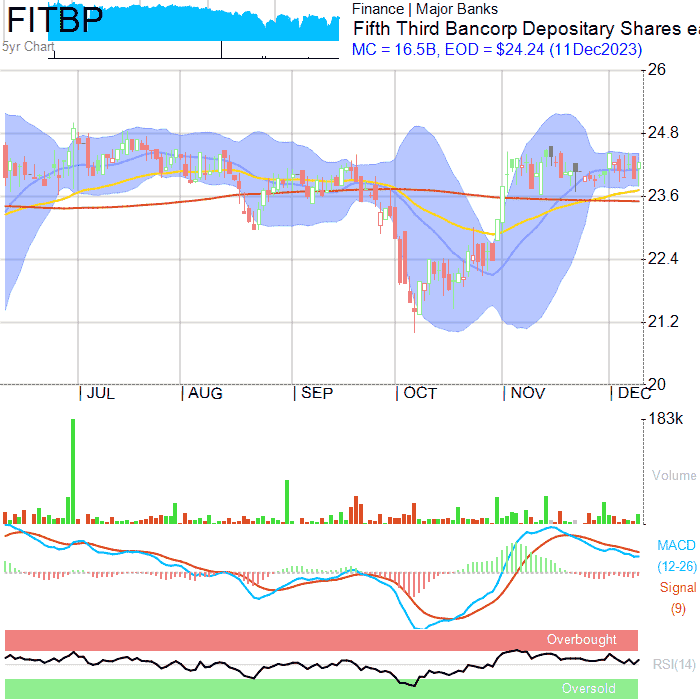 FITBP
Finance | Major Banks
Fifth Third Bancorp Depositary Shares ea
MC = 16.5B, EOD = $24.24 (11Dec2023)
5yr Chart
26
24.8
23.6
22.4
21.2
20
| JUL | AUG | SEP | OCT | NOV | DEC
183k
Volume
MACD
(12-26)
Signal
(9)
Overbought
RSI(14)
Oversold